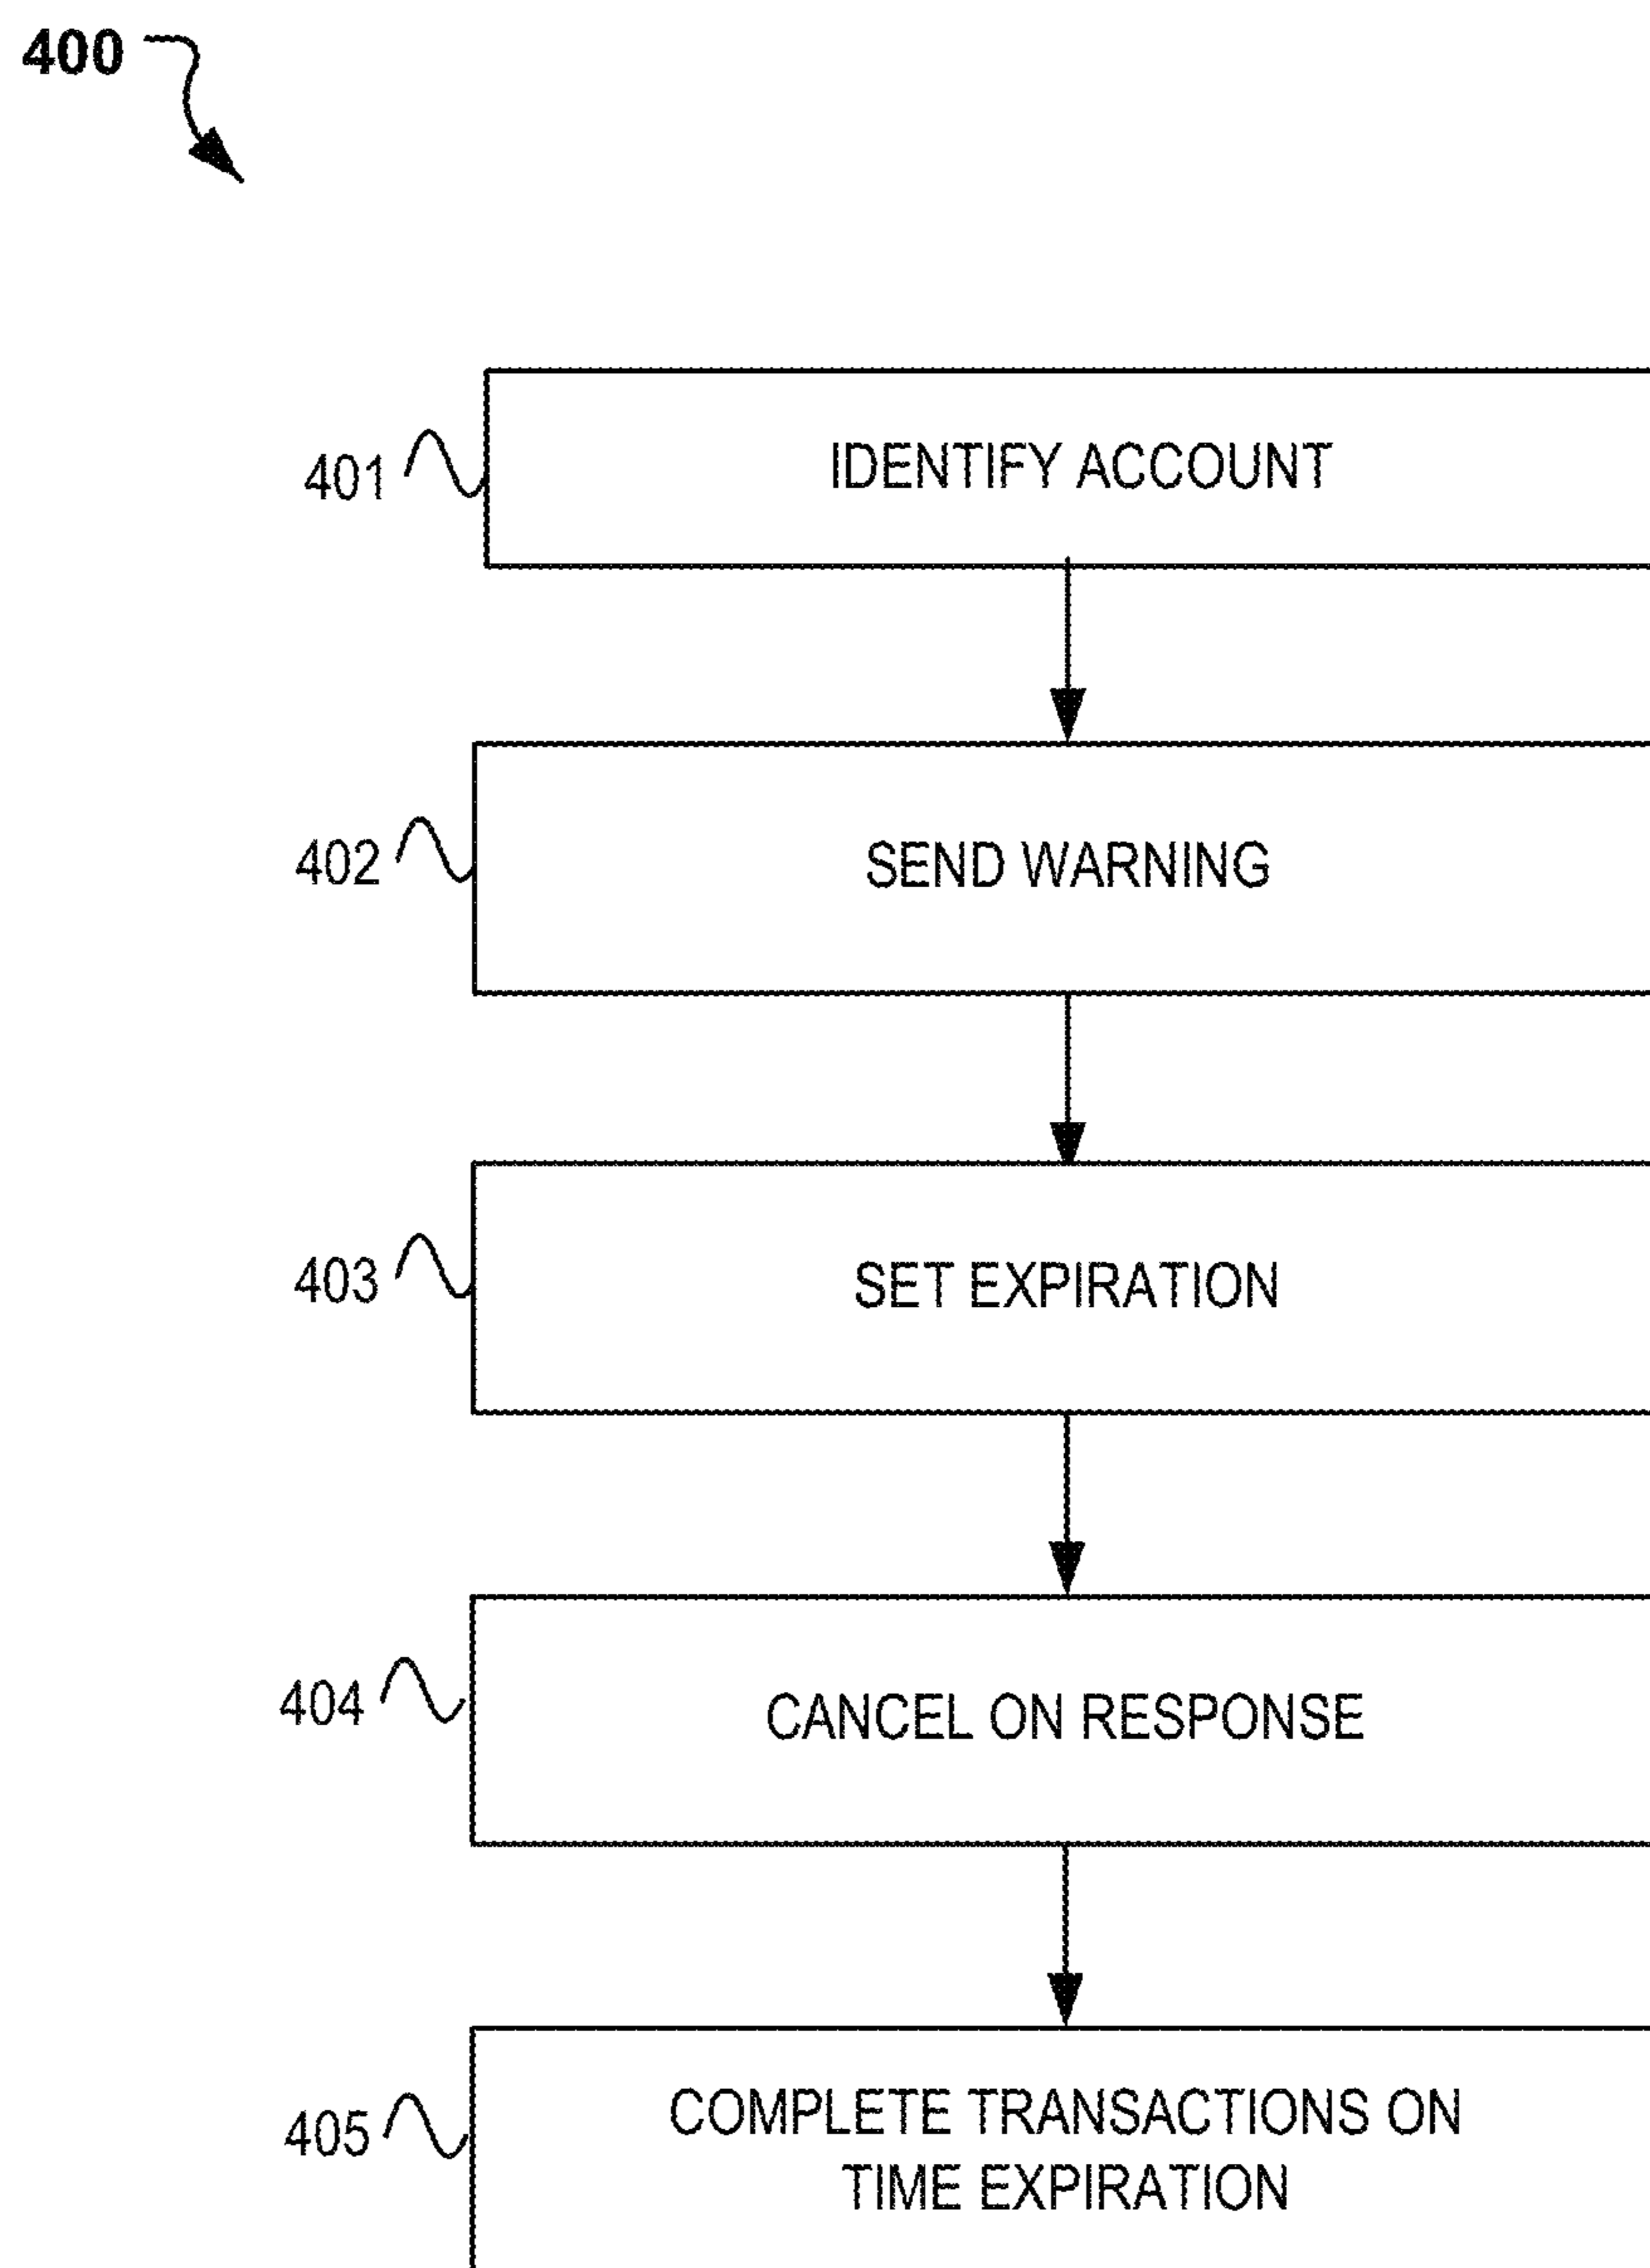 400
401
IDENTIFY ACCOUNT
402
SEND WARNING
403
SET EXPIRATION
404
CANCEL ON RESPONSE
405
COMPLETE TRANSACTIONS ON
TIME EXPIRATION